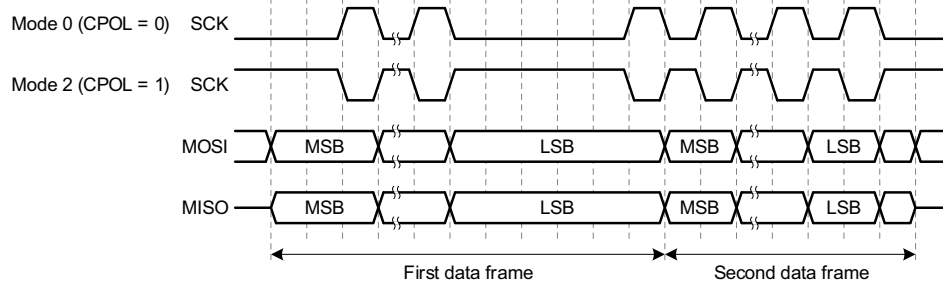 Mode 0 (CPOL = 0) SCK
Mode 2 (CPOL = 1) SCK
MOSI MSB LSB MSB LSB
MISO MSB LSB MSB LSB
First data frame Second data frame